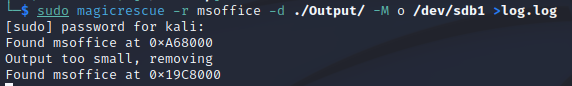 └─$ sudo magicrescue -r msoffice -d ./Output/ -M o /dev/sdb1 >log.log
[sudo] password for kali:
Found msoffice at 0×A68000
Output too small, removing
Found msoffice at 0×19C8000